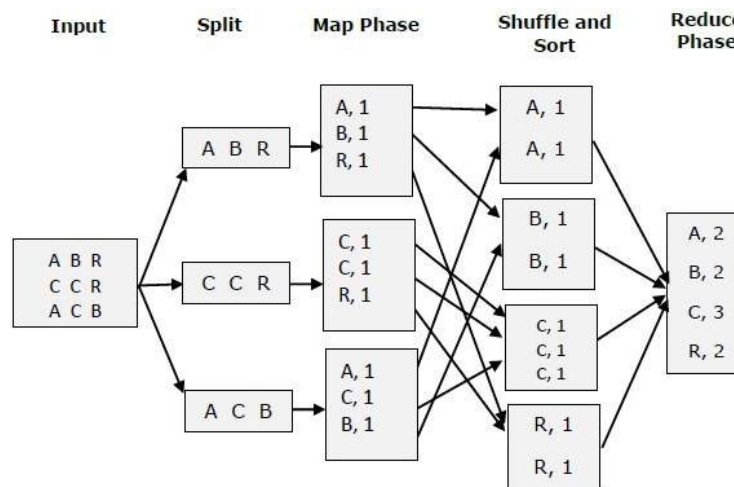 Input
Split
Map Phase
Shuffle and
Sort
Reduce
Phase
A B R
C C R
A C B
A B R
C C R
A C B
A, 1
B, 1
R, 1
C, 1
C, 1
R, 1
A, 1
C, 1
B, 1
A, 1
A, 1
B, 1
B, 1
C, 1
C, 1
C, 1
R, 1
R, 1
A, 2
B, 2
C, 3
R, 2